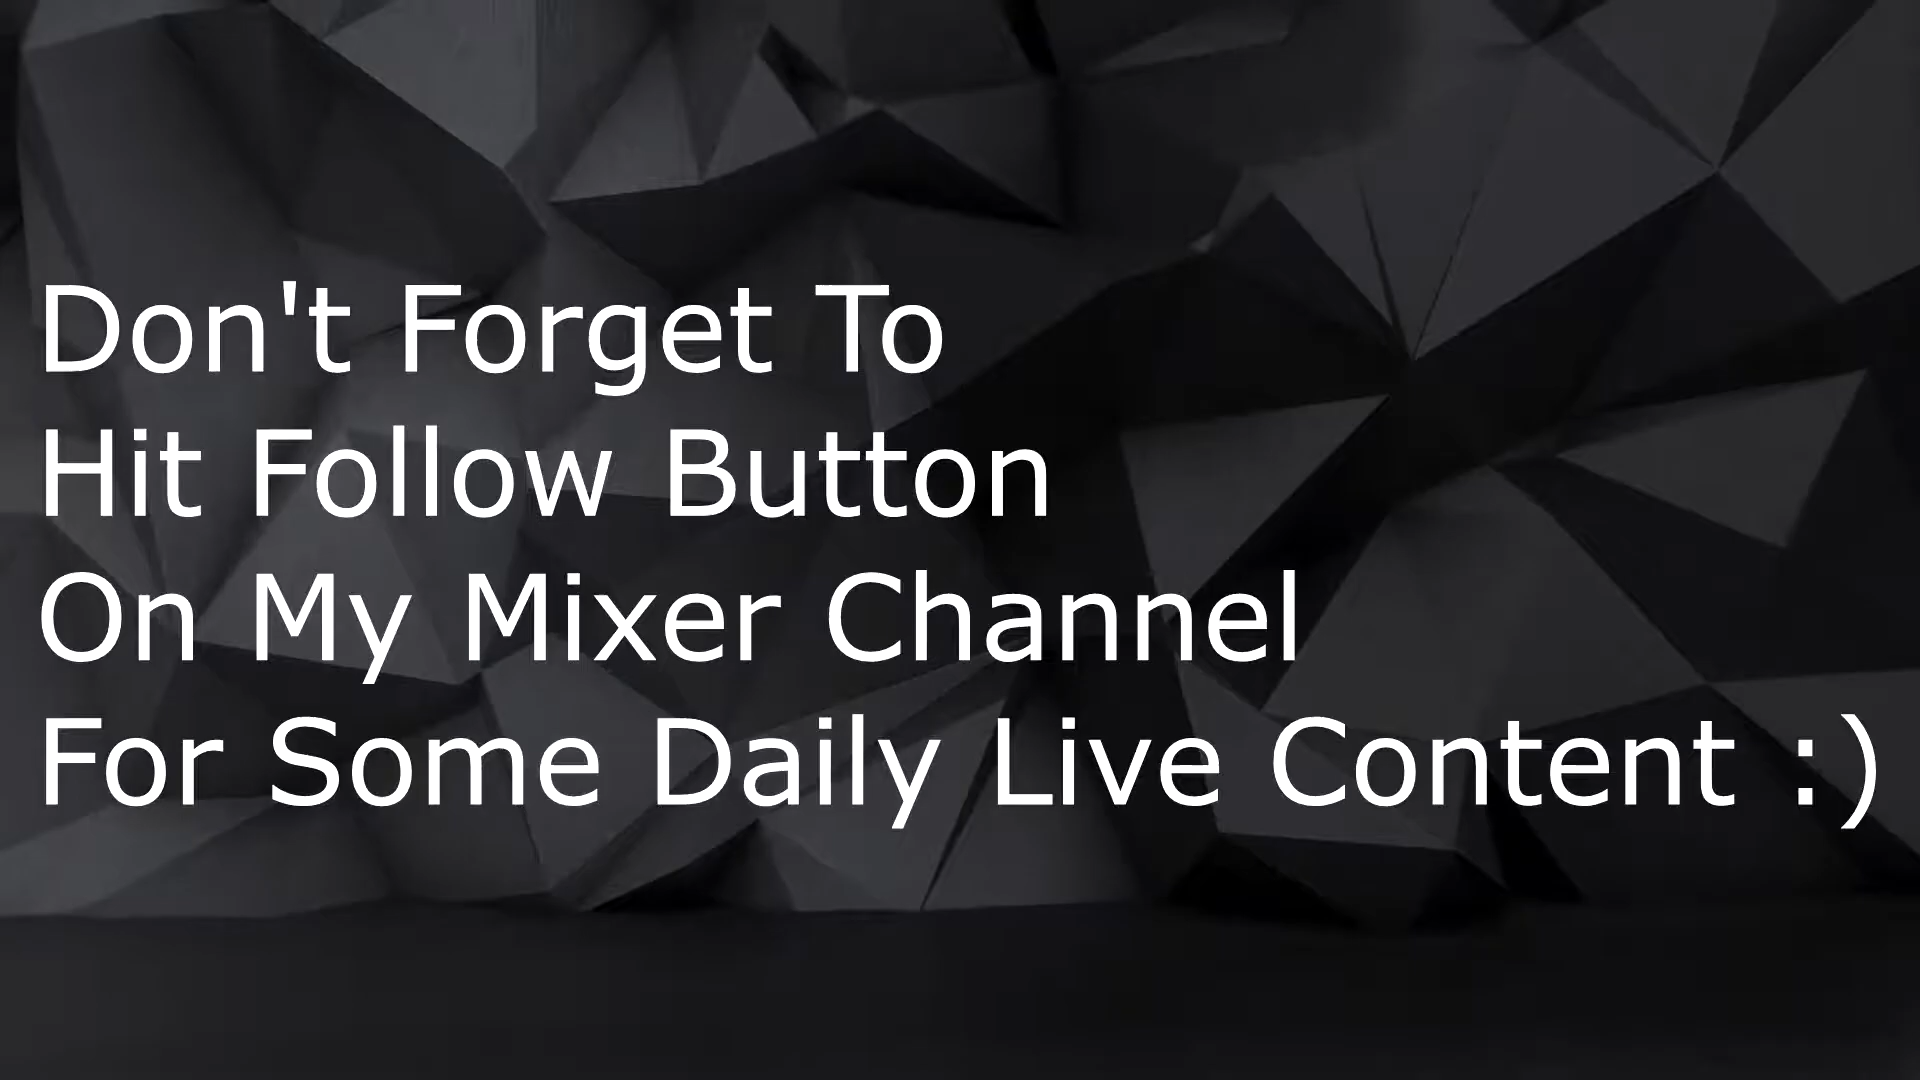 Don't Forget To
Hit Follow Button
On My Mixer Channel
For Some Daily Live Content :)